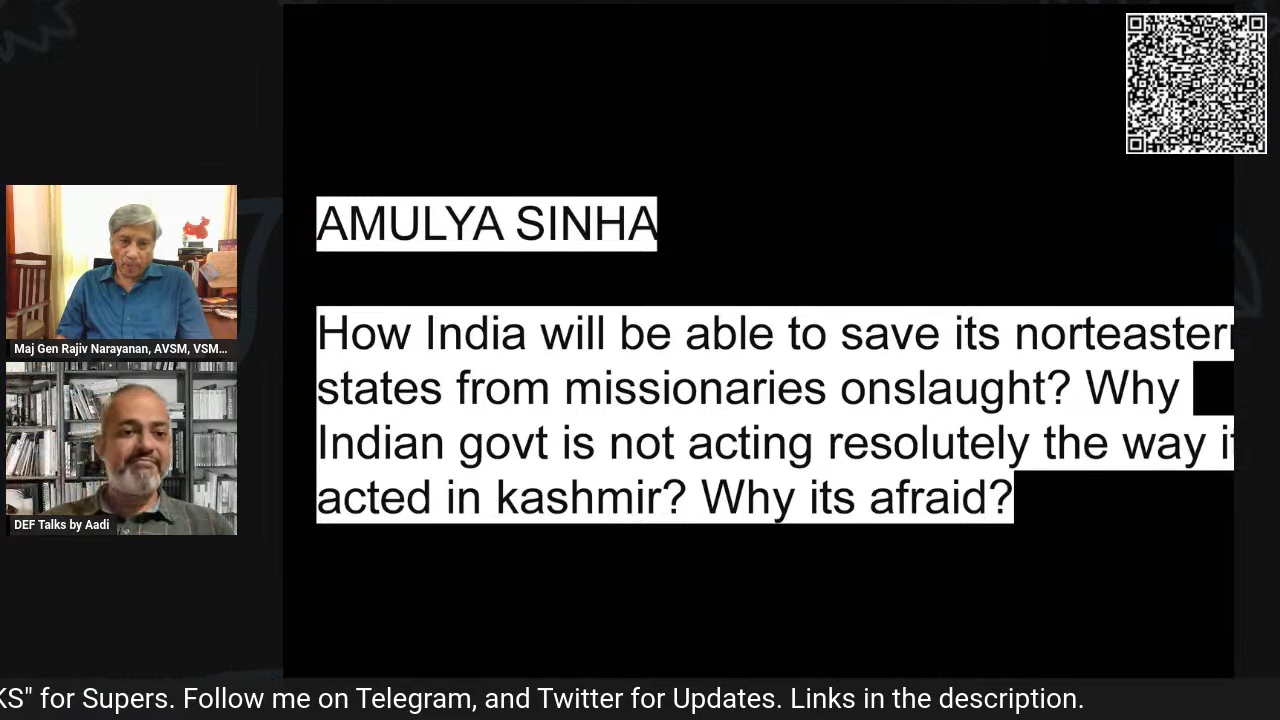 AMULYA SINHA
How India will be able to save its norteastern
states from missionaries onslaught? Why
Indian govt is not acting resolutely the way it
acted in kashmir? Why its afraid?
Maj Gen Rajiv Narayanan, AVSM, VSM...
DEF Talks by Aadi
KS" for Supers. Follow me on Telegram, and Twitter for Updates. Links in the description.